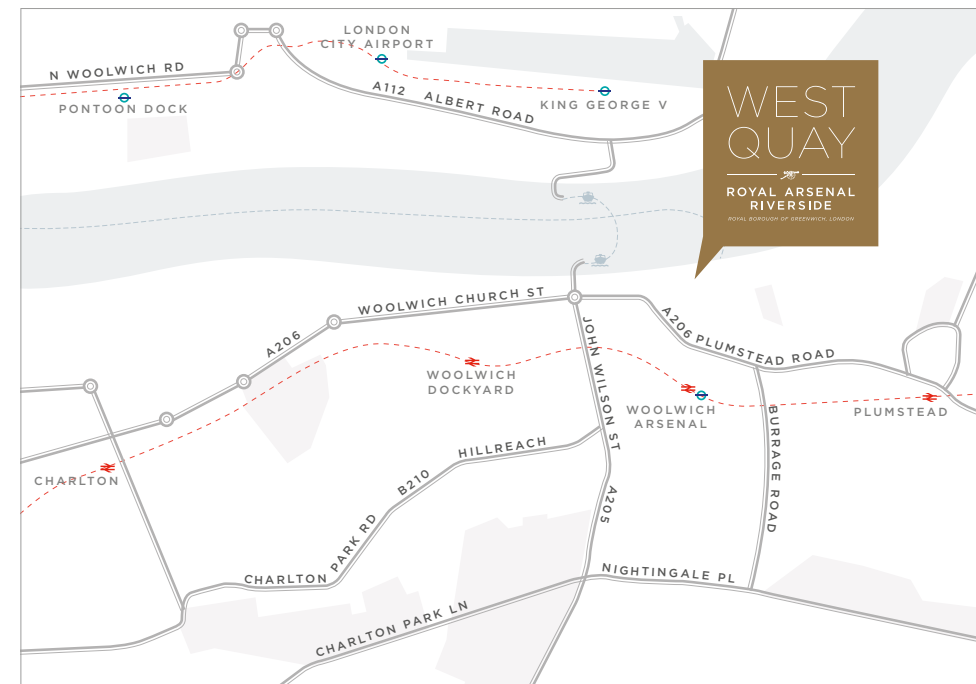 LONDON
CITY AIRPORT
N WOOLWICH RD
PONTOON DOCK
A112 ALBERT ROAD
KING GEORGE V
WEST
QUAY
ROYAL ARSENAL
RIVERSIDE
ROYAL BOROUGH OF GREENWICH, LONDON
WOOLWICH CHURCH ST
A206
A206 PLUMSTEAD ROAD
JOHN WILSON ST
WOOLWICH
DOCKYARD
WOOLWICH
ARSENAL
PLUMSTEAD
BURRAGE ROAD
CHARLTON
HILLREACH
B210
A205
CHARLTON PARK RD
NIGHTINGALE PL
CHARLTON PARK LN